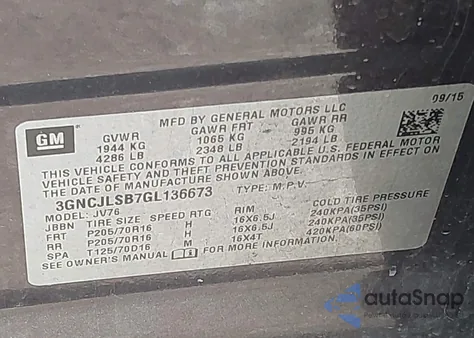 MFD BY GENERAL MOTORS LLC 09/15
GM GVWR GAWR FRT GAWR RR
1944 KG 1065 KG 995 KG
4286 LB 2348 LB 2194 LB
THIS VEHICLE CONFORMS TO ALL APPLICABLE U.S. FEDERAL MOTOR
VEHICLE SAFETY AND THEFT PREVENTION STANDARDS IN EFFECT ON
THE DATE OF MANUFACTURE SHOWN ABOVE.
3GNCJLSB7GL136673 TYPE: M.P.V.
MODEL: JV76
JBBN TIRE SIZE SPEED RTG RIM COLD TIRE PRESSURE
FRT P205/70R16 H 16X6.5J 240KPA(35PSI)
RR P205/70R16 H 16X6.5J 240KPA(35PSI)
SPA T125/70D16 M 16X4T 420KPA(60PSI)
SEE OWNER'S MANUAL FOR MORE INFORMATION.
autoSnap